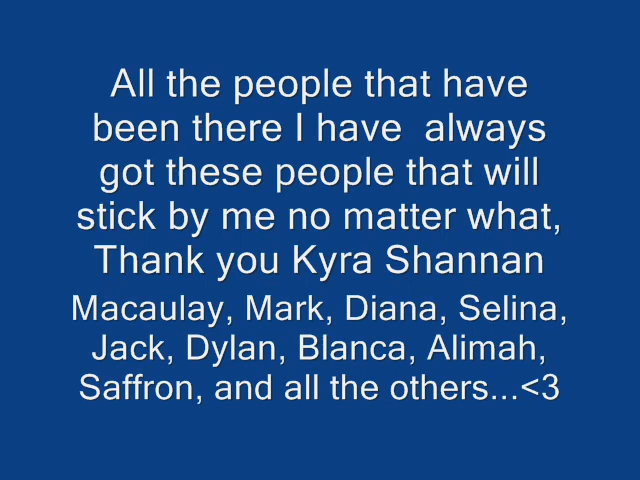 All the people that have
been there I have  always
got these people that will
stick by me no matter what,
Thank you Kyra Shannan
Macaulay, Mark, Diana, Selina,
Jack, Dylan, Blanca, Alimah,
Saffron, and all the others...<3